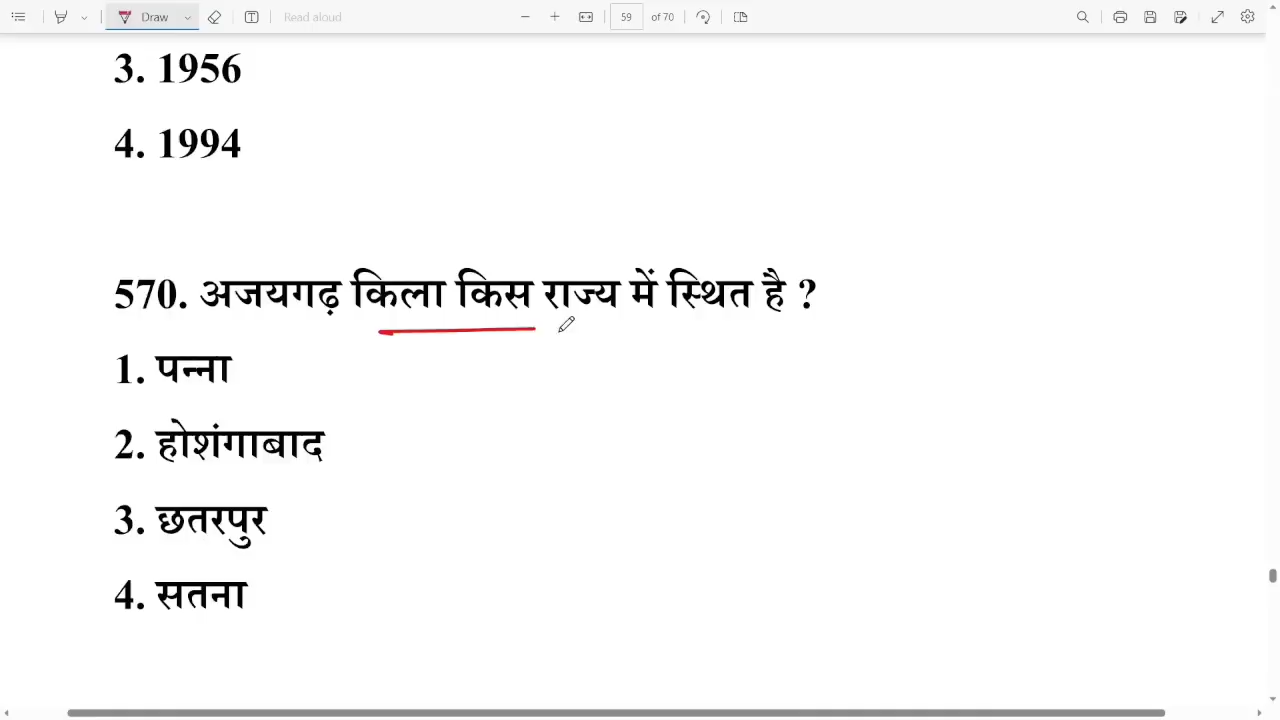 Draw Read aloud 59 of 70
3. 1956
4. 1994
570. अजयगढ़ किला किस राज्य में स्थित है ?
1. पन्ना
2. होशंगाबाद
3. छतरपुर
4. सतना